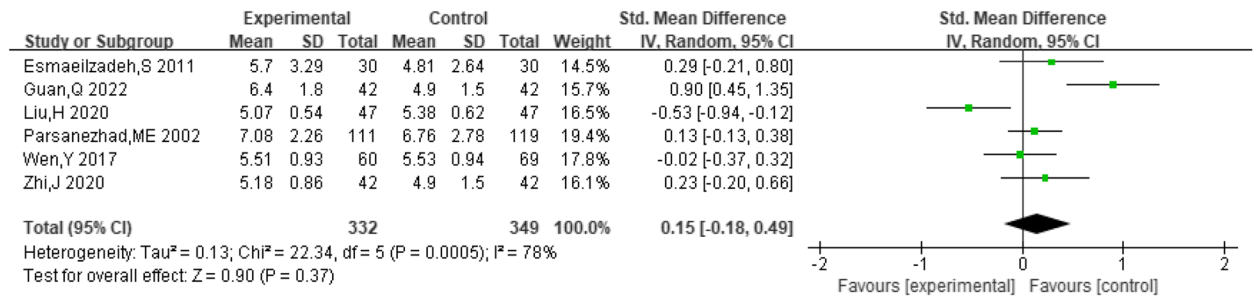 Experimental Control Std. Mean Difference Std. Mean Difference
Study or Subgroup Mean SD Total Mean SD Total Weight IV, Random, 95% CI IV, Random, 95% CI
Esmaeilzadeh,S 2011 5.7 3.29 30 4.81 2.64 30 14.5% 0.29 [-0.21, 0.80]
Guan,Q 2022 6.4 1.8 42 4.9 1.5 42 15.7% 0.90 [0.45, 1.35]
Liu,H 2020 5.07 0.54 47 5.38 0.62 47 16.5% -0.53 [-0.94, -0.12]
Parsanezhad,ME 2002 7.08 2.26 111 6.76 2.78 119 19.4% 0.13 [-0.13, 0.38]
Wen,Y 2017 5.51 0.93 60 5.53 0.94 69 17.8% -0.02 [-0.37, 0.32]
Zhi,J 2020 5.18 0.86 42 4.9 1.5 42 16.1% 0.23 [-0.20, 0.66]
Total (95% CI) 332 349 100.0% 0.15 [-0.18, 0.49]
Heterogeneity: Tau² = 0.13; Chi² = 22.34, df = 5 (P = 0.0005); I² = 78%
Test for overall effect: Z = 0.90 (P = 0.37)
-2 -1 0 1 2
Favours [experimental] Favours [control]